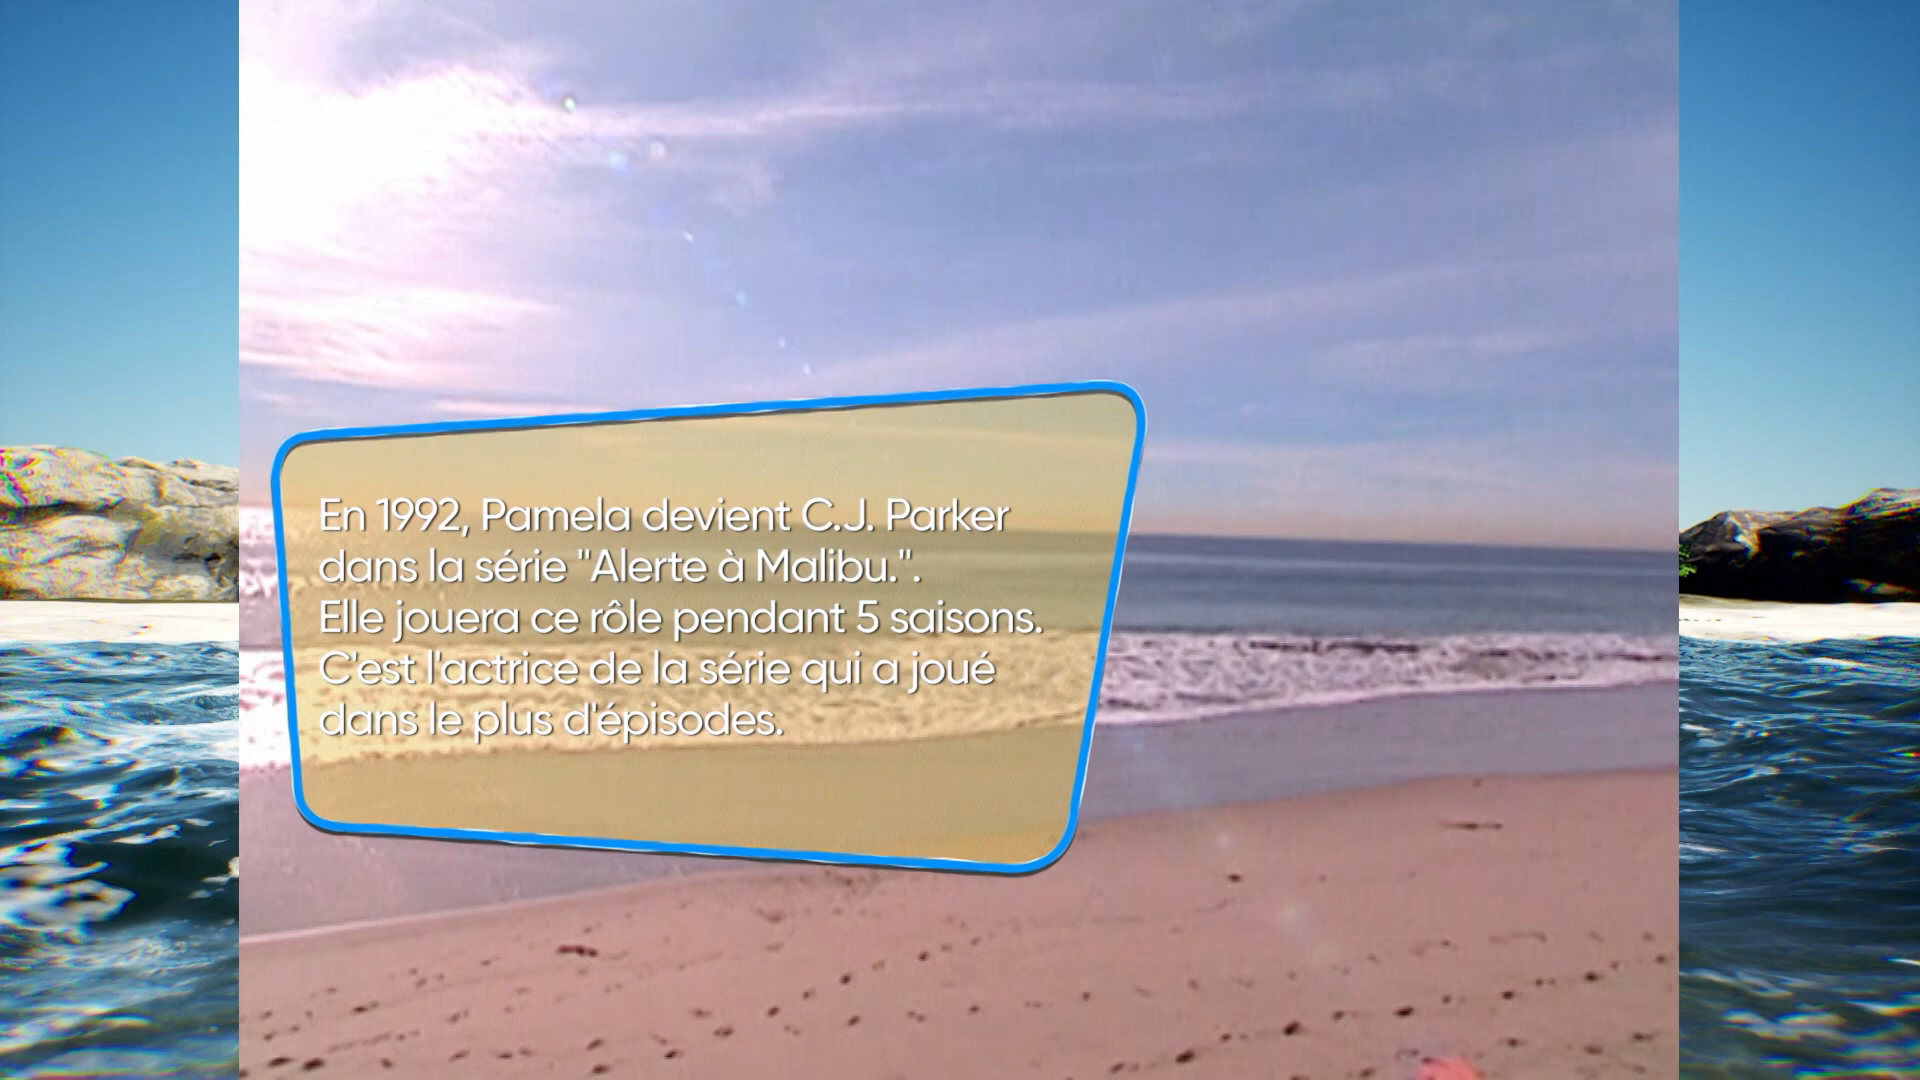 En 1992, Pamela devient C.J. Parker
dans la série "Alerte à Malibu.".
Elle jouera ce rôle pendant 5 saisons.
C'est l'actrice de la série qui a joué
dans le plus d'épisodes.